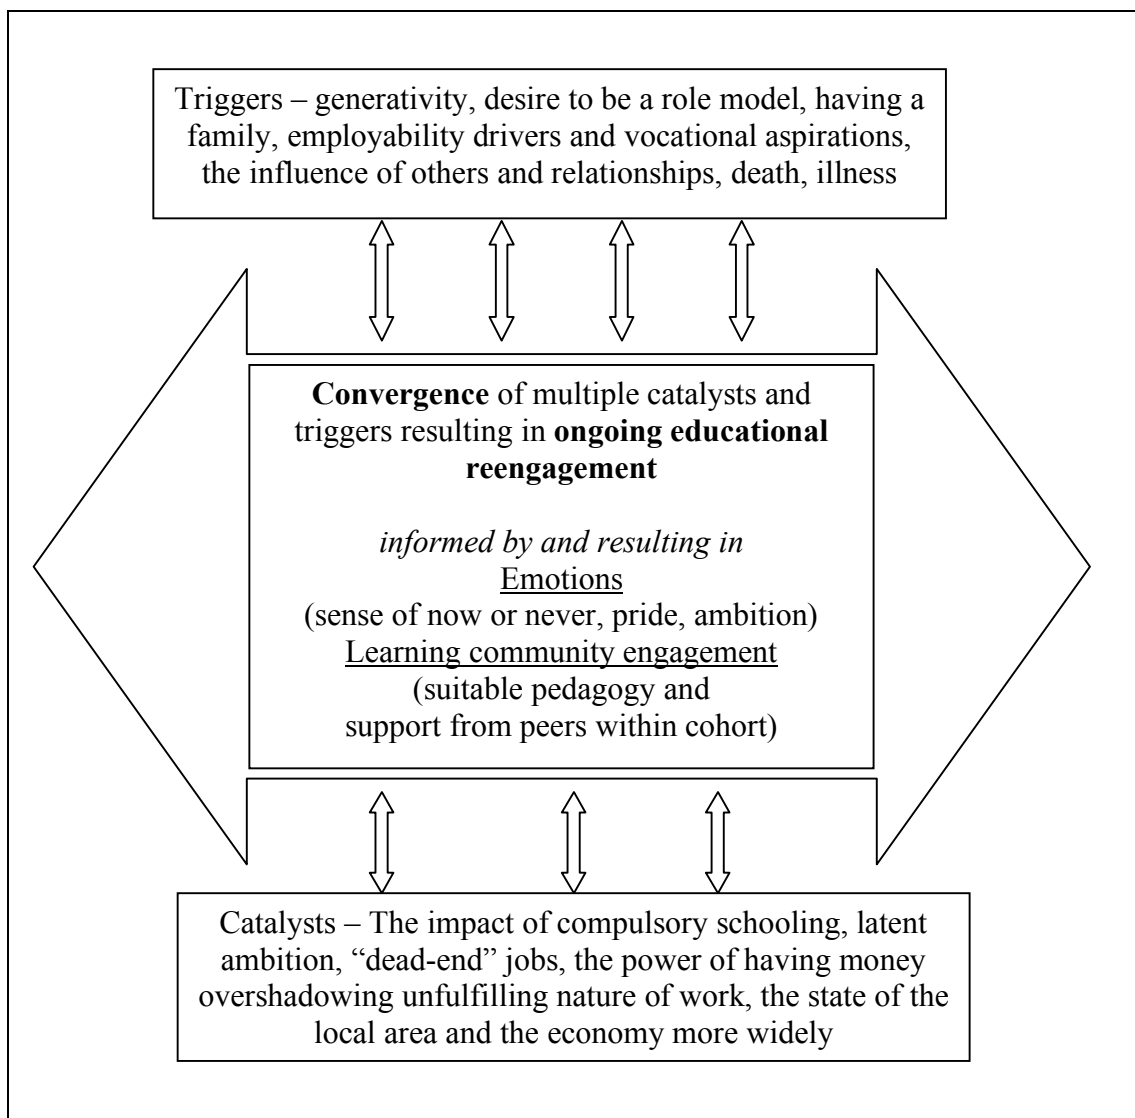 Triggers – generativity, desire to be a role model, having a
family, employability drivers and vocational aspirations,
the influence of others and relationships, death, illness
Convergence of multiple catalysts and
triggers resulting in ongoing educational
reengagement
informed by and resulting in
Emotions
(sense of now or never, pride, ambition)
Learning community engagement
(suitable pedagogy and
support from peers within cohort)
Catalysts – The impact of compulsory schooling, latent
ambition, “dead-end” jobs, the power of having money
overshadowing unfulfilling nature of work, the state of the
local area and the economy more widely